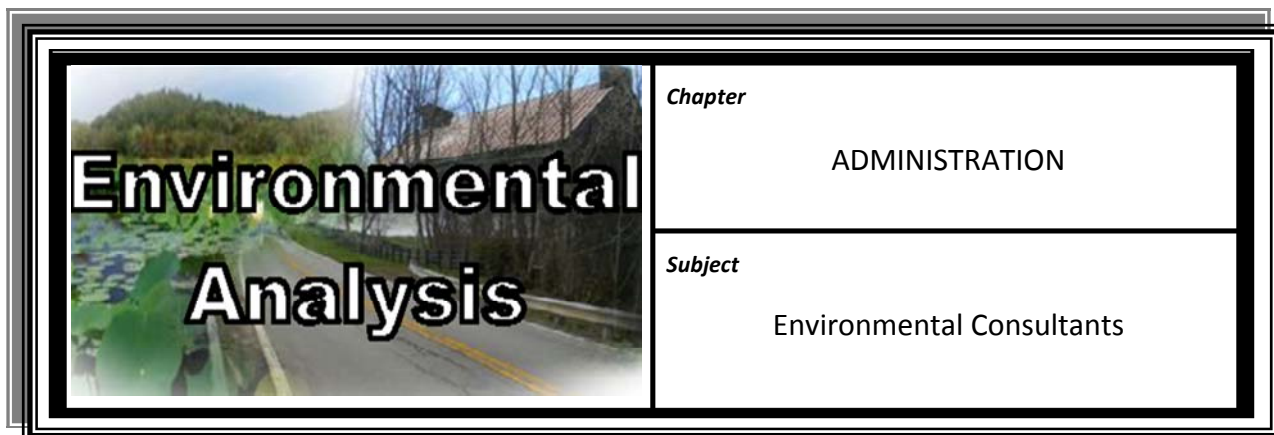 Environmental
Analysis
Chapter
ADMINISTRATION
Subject
Environmental Consultants